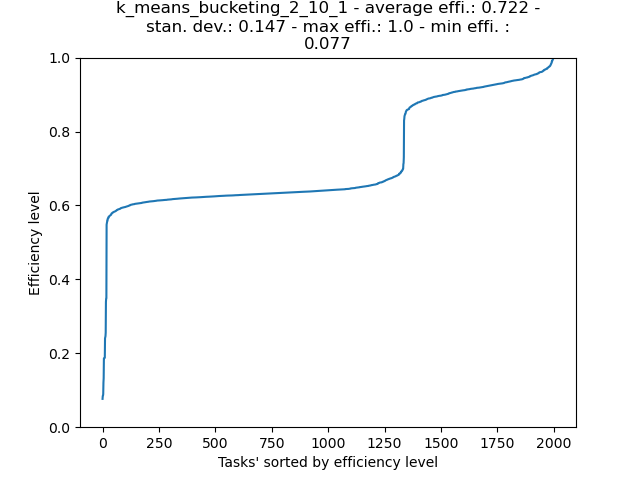 k_means_bucketing_2_10_1 - average effi.: 0.722 -
stan. dev.: 0.147 - max effi.: 1.0 - min effi. :
0.077
1.0
0.8
0.6
0.4
0.2
0.0
Efficiency level
0 250 500 750 1000 1250 1500 1750 2000
Tasks' sorted by efficiency level